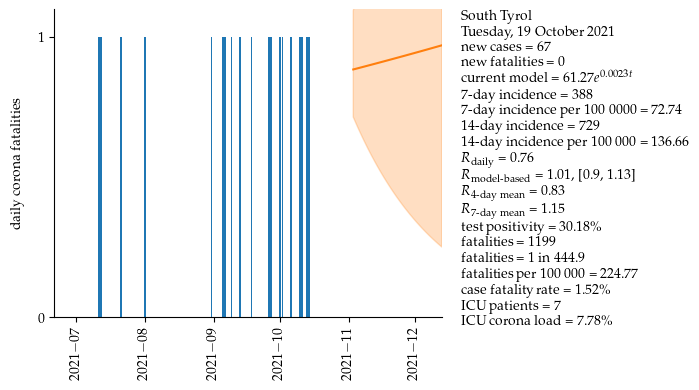 South Tyrol
Tuesday, 19 October 2021
new cases = 67
new fatalities = 0
current model = 61.27e^0.0023t
7-day incidence = 388
7-day incidence per 100 0000 = 72.74
14-day incidence = 729
14-day incidence per 100 000 = 136.66
R_daily = 0.76
R_model-based = 1.01, [0.9, 1.13]
R_4-day mean = 0.83
R_7-day mean = 1.15
test positivity = 30.18%
fatalities = 1199
fatalities = 1 in 444.9
fatalities per 100 000 = 224.77
case fatality rate = 1.52%
ICU patients = 7
ICU corona load = 7.78%
daily corona fatalities
1
0
2021−07
2021−08
2021−09
2021−10
2021−11
2021−12